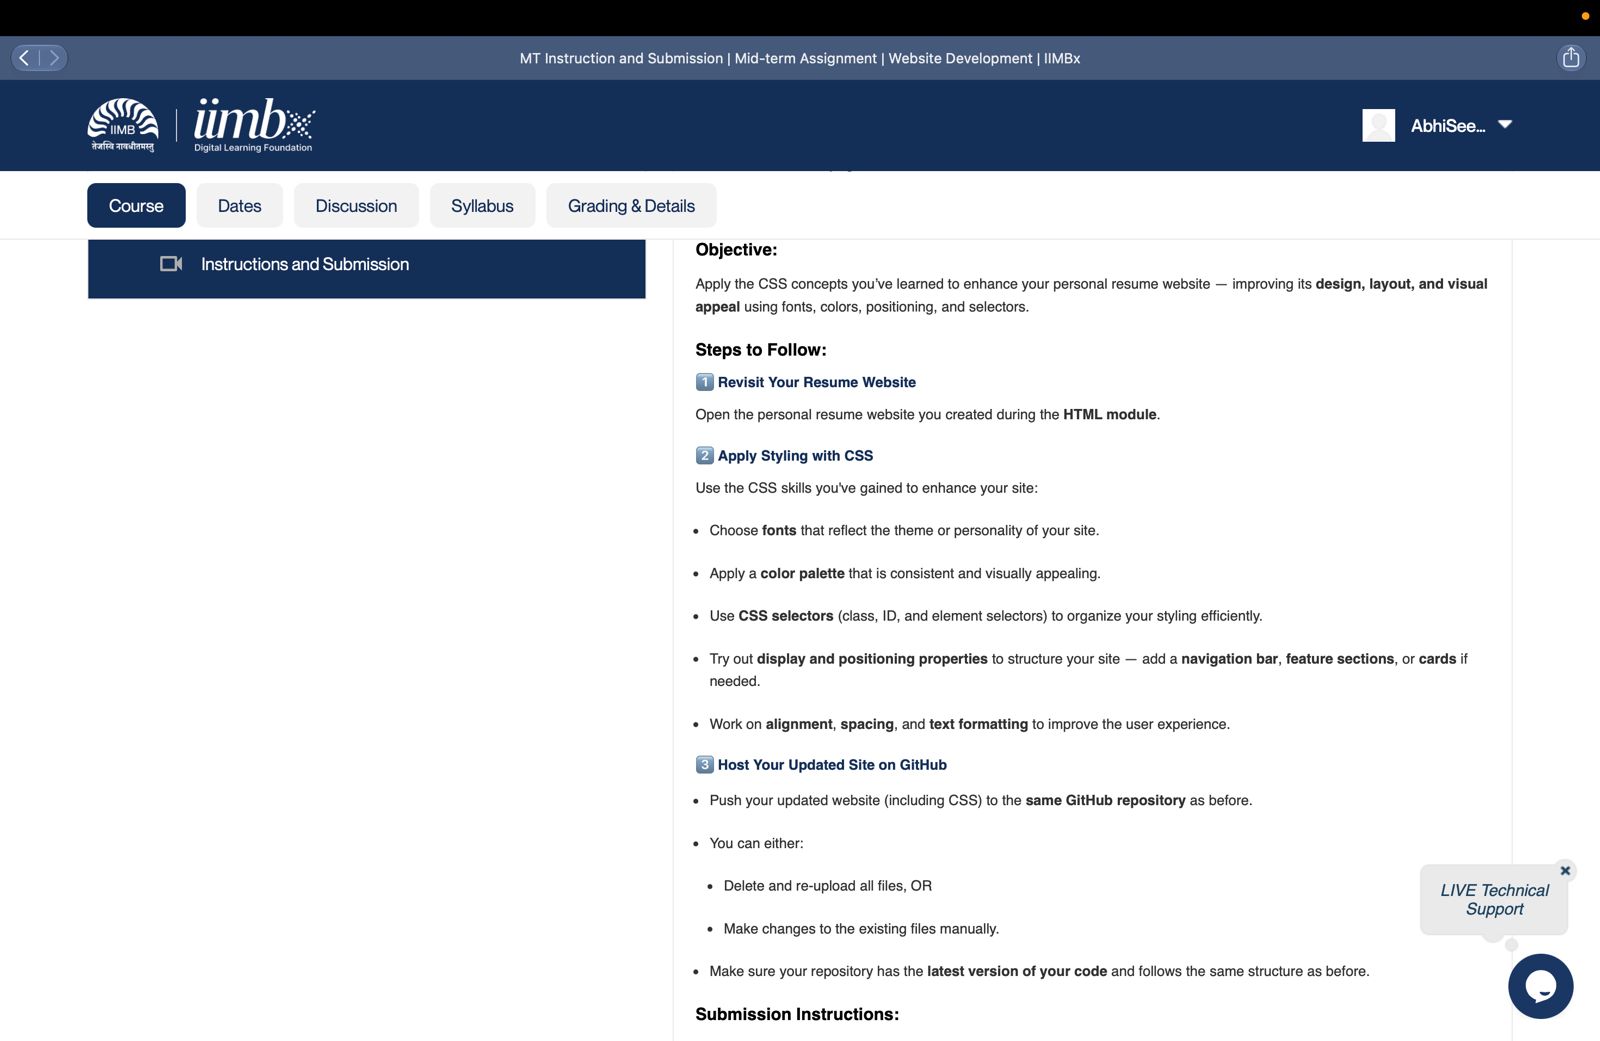 MT Instruction and Submission | Mid-term Assignment | Website Development | IIMBx
IIMB
तेजस्वि नावधीतमस्तु
iimbx
Digital Learning Foundation
AbhiSee...
Course
Dates
Discussion
Syllabus
Grading & Details
Instructions and Submission
Objective:
Apply the CSS concepts you've learned to enhance your personal resume website — improving its design, layout, and visual
appeal using fonts, colors, positioning, and selectors.
Steps to Follow:
1 Revisit Your Resume Website
Open the personal resume website you created during the HTML module.
2 Apply Styling with CSS
Use the CSS skills you've gained to enhance your site:
• Choose fonts that reflect the theme or personality of your site.
• Apply a color palette that is consistent and visually appealing.
• Use CSS selectors (class, ID, and element selectors) to organize your styling efficiently.
• Try out display and positioning properties to structure your site — add a navigation bar, feature sections, or cards if
needed.
• Work on alignment, spacing, and text formatting to improve the user experience.
3 Host Your Updated Site on GitHub
• Push your updated website (including CSS) to the same GitHub repository as before.
• You can either:
• Delete and re-upload all files, OR
• Make changes to the existing files manually.
• Make sure your repository has the latest version of your code and follows the same structure as before.
Submission Instructions:
LIVE Technical
Support